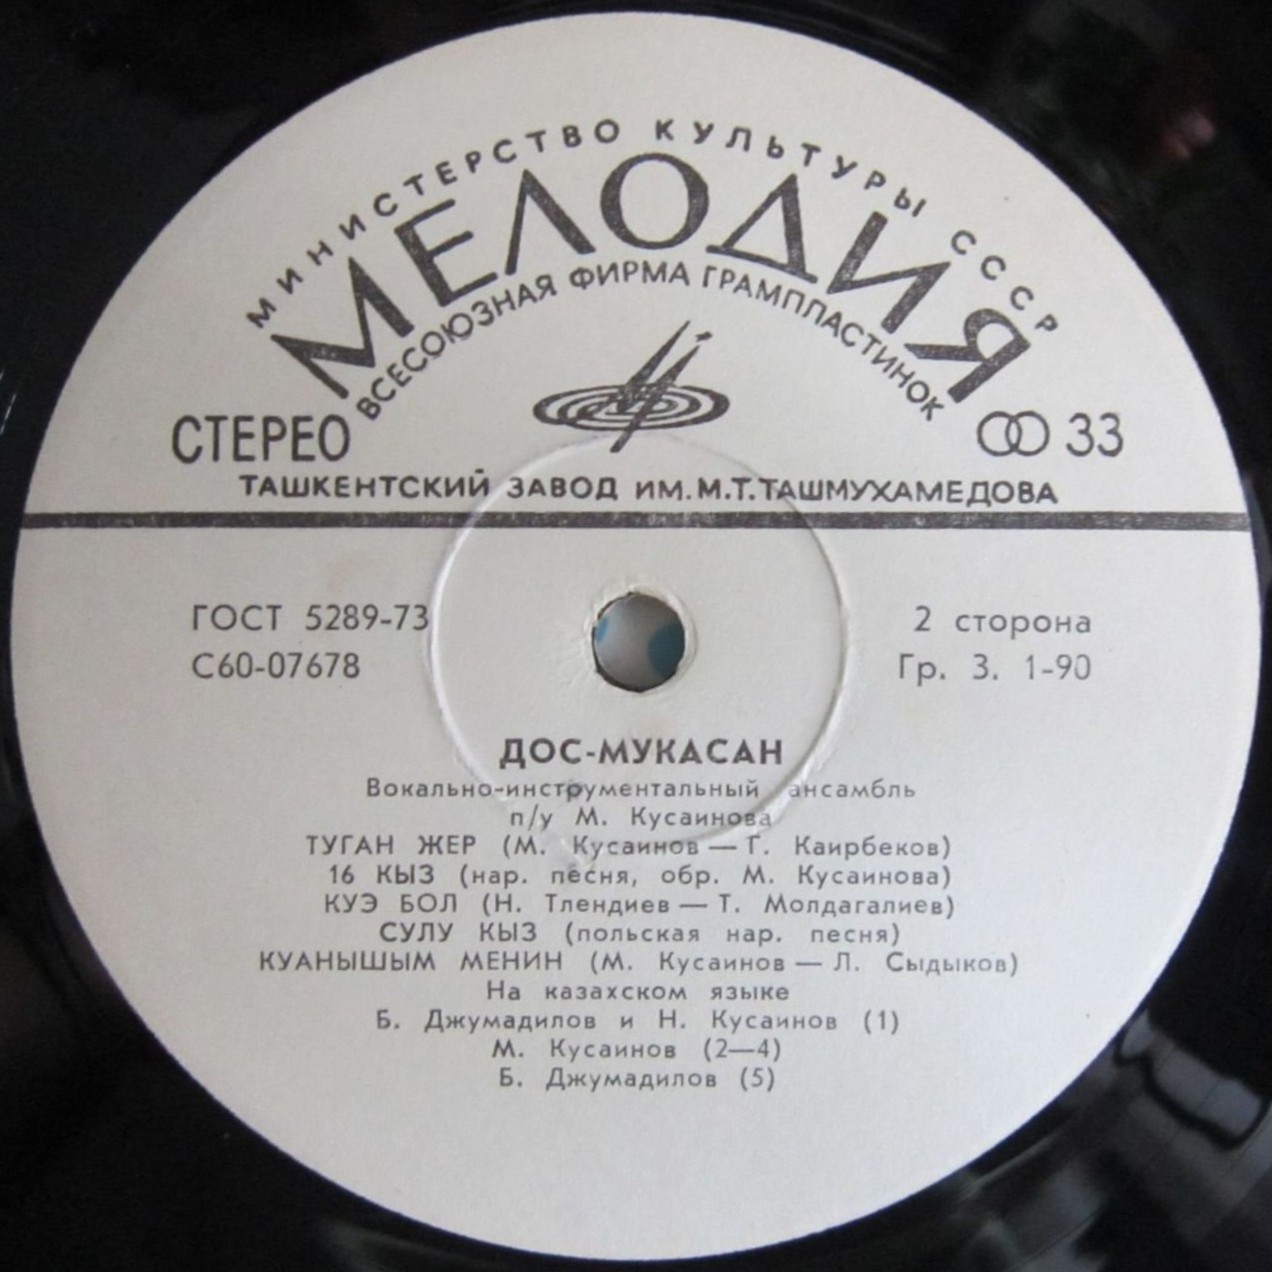 МИНИСТЕРСТВО КУЛЬТУРЫ СССР
МЕЛОДИЯ
ВСЕСОЮЗНАЯ ФИРМА ГРАМПЛАСТИНОК
СТЕРЕО
33
ТАШКЕНТСКИЙ ЗАВОД ИМ. М.Т.ТАШМУХАМЕДОВА
ГОСТ 5289-73
2 сторона
С60-07678
Гр. 3. 1-90
ДОС-МУКАСАН
Вокально-инструментальный ансамбль
п/у М. Кусаинова
ТУГАН ЖЕР (М. Кусаинов — Г. Каирбеков)
16 КЫЗ (нар. песня, обр. М. Кусаинова)
КУЭ БОЛ (Н. Тлендиев — Т. Молдагалиев)
СУЛУ КЫЗ (польская нар. песня)
КУАНЫШЫМ МЕНИН (М. Кусаинов — Л. Сыдыков)
На казахском языке
Б. Джумадилов и Н. Кусаинов (1)
М. Кусаинов (2—4)
Б. Джумадилов (5)